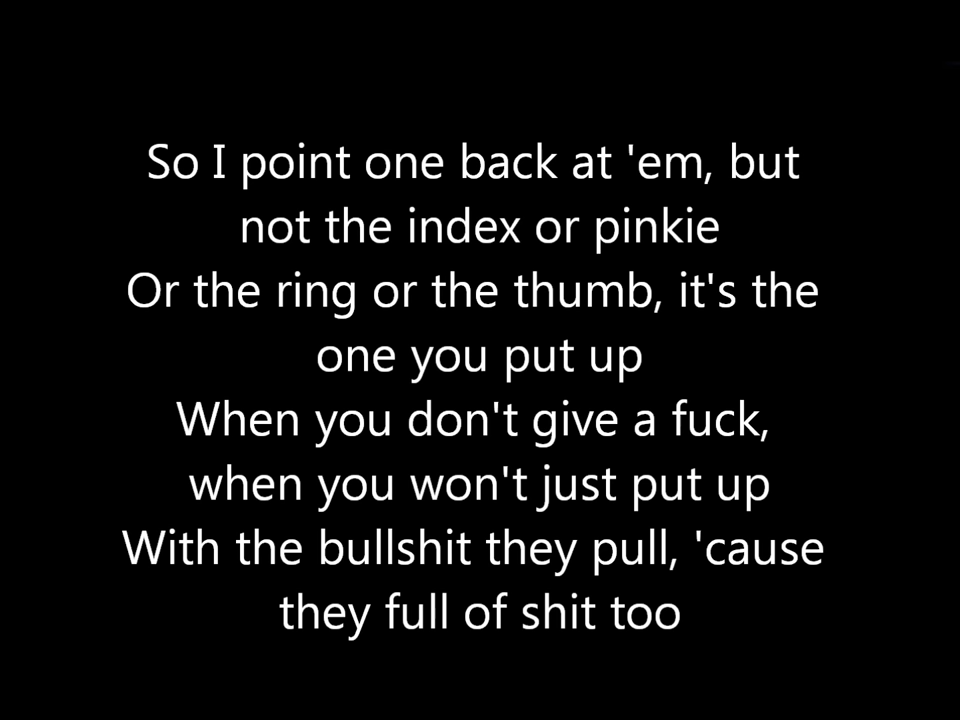 So I point one back at 'em, but
not the index or pinkie
Or the ring or the thumb, it's the
one you put up
When you don't give a fuck,
when you won't just put up
With the bullshit they pull, 'cause
they full of shit too